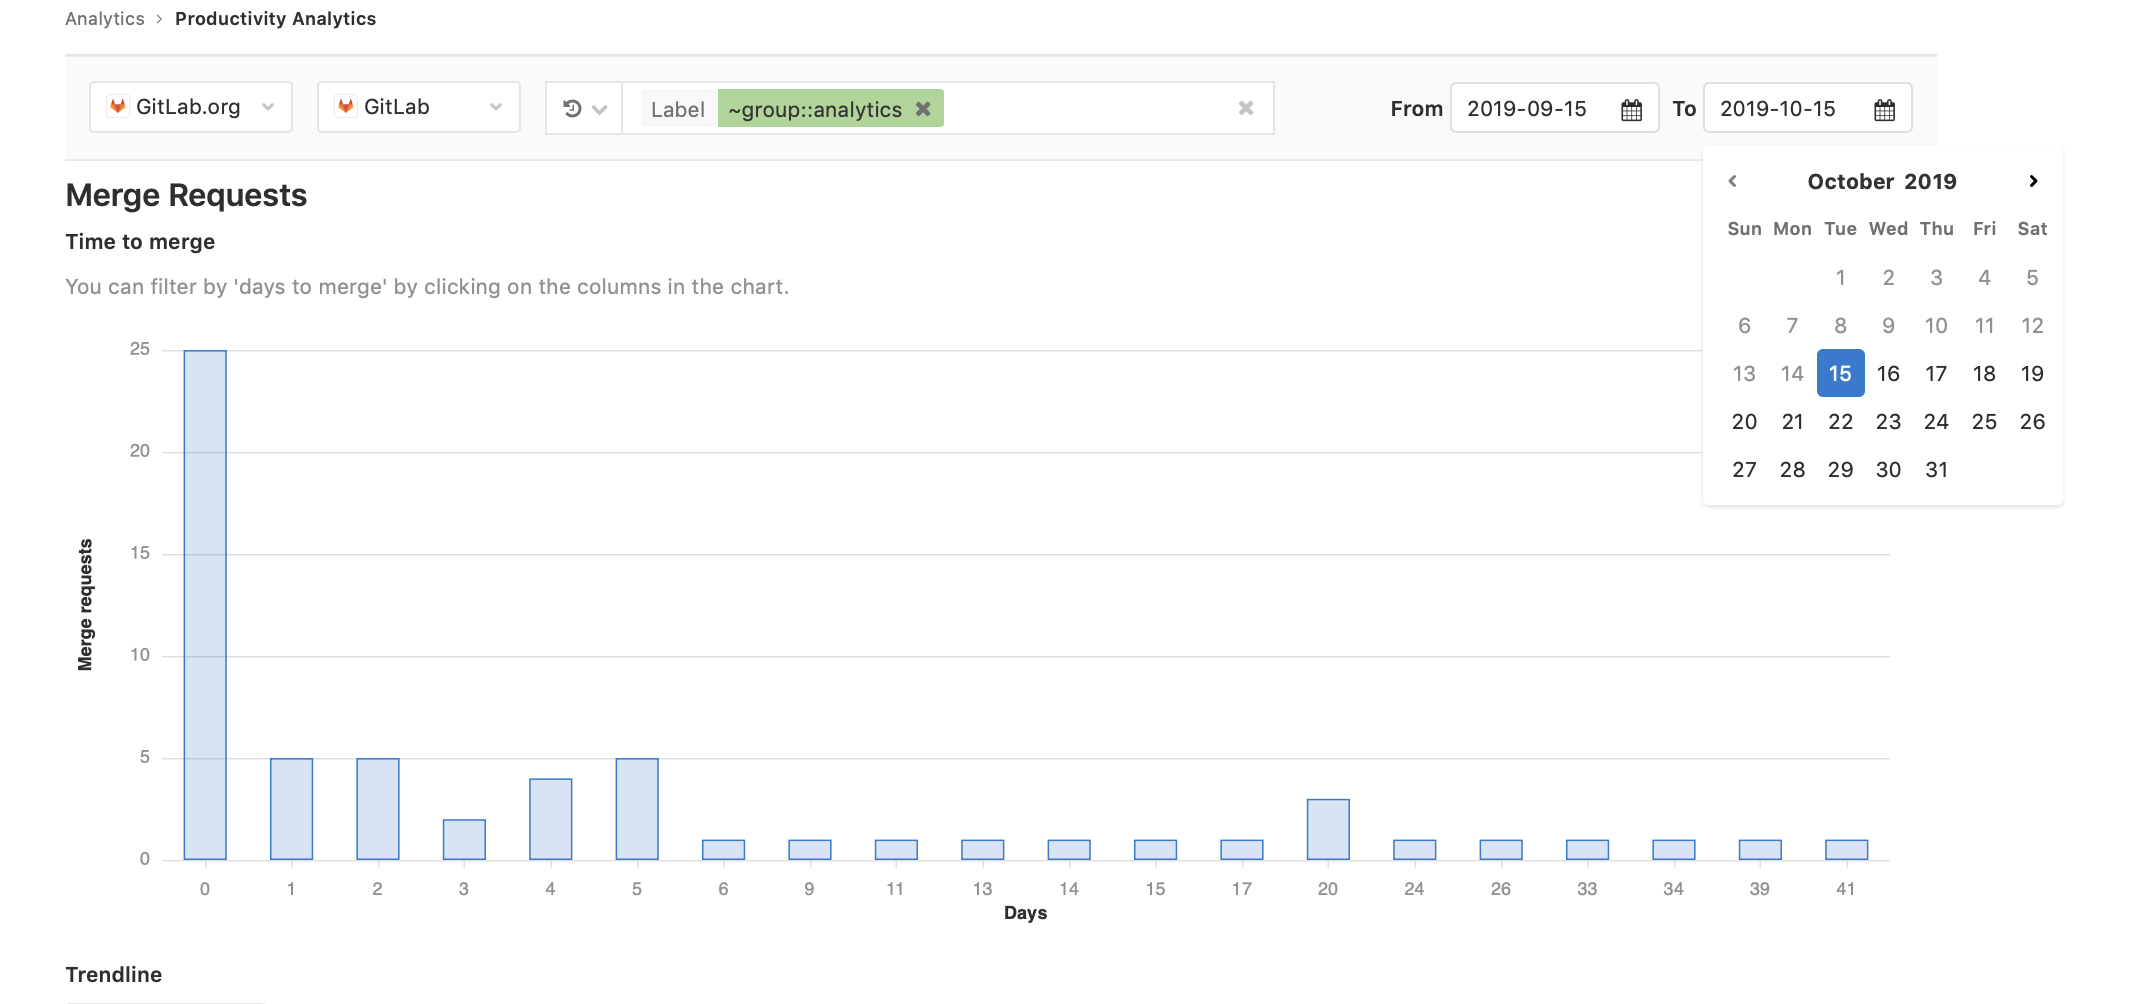 Analytics › Productivity Analytics
GitLab.org GitLab Label ~group::analytics From 2019-09-15 To 2019-10-15
October 2019
Sun Mon Tue Wed Thu Fri Sat
1 2 3 4 5
6 7 8 9 10 11 12
13 14 15 16 17 18 19
20 21 22 23 24 25 26
27 28 29 30 31
Merge Requests
Time to merge
You can filter by 'days to merge' by clicking on the columns in the chart.
Merge requests
25
20
15
10
5
0
0 1 2 3 4 5 6 9 11 13 14 15 17 20 24 26 33 34 39 41
Days
Trendline